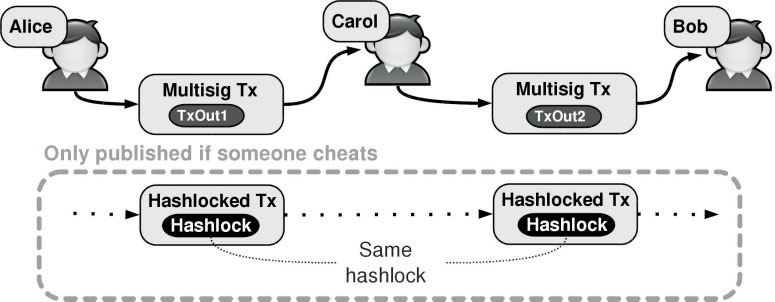 Alice
Carol
Bob
Multisig Tx
TxOut1
Multisig Tx
TxOut2
Only published if someone cheats
Hashlocked Tx
Hashlock
Hashlocked Tx
Hashlock
Same
hashlock